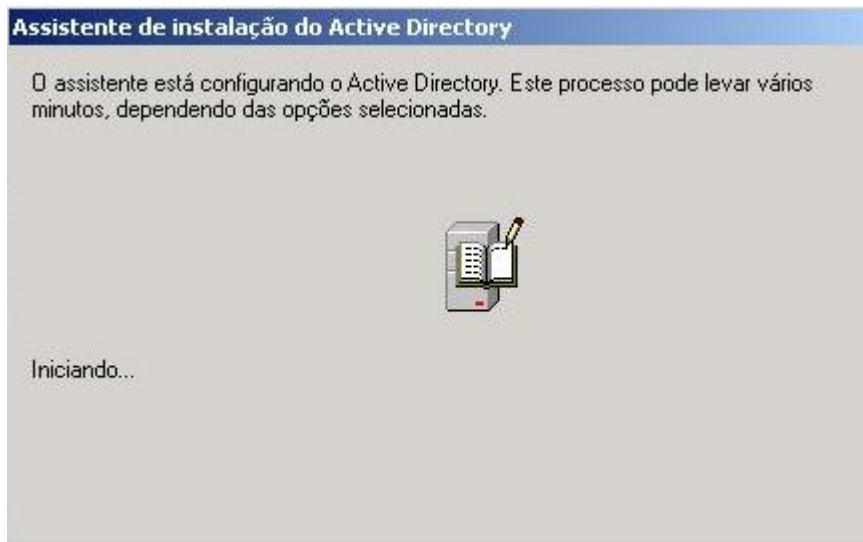 Assistente de instalação do Active Directory
O assistente está configurando o Active Directory. Este processo pode levar vários
minutos, dependendo das opções selecionadas.
Iniciando...